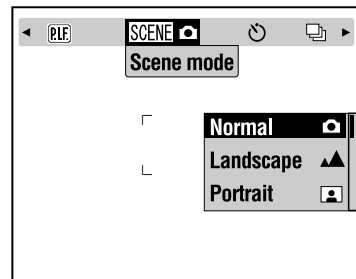 P.I.F. SCENE
Scene mode
Normal
Landscape
Portrait